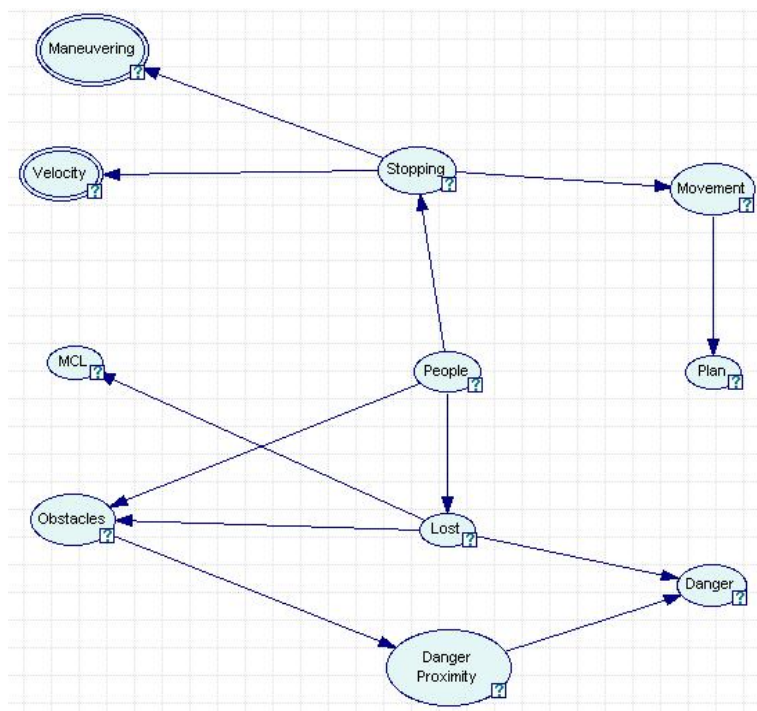 Maneuvering
?
Velocity
?
Stopping
?
Movement
?
MCL
?
People
?
Plan
?
Obstacles
?
Lost
?
Danger
?
Danger
Proximity
?